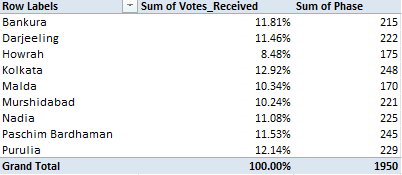 Row Labels Sum of Votes_Received Sum of Phase
Bankura 11.81% 215
Darjeeling 11.46% 222
Howrah 8.48% 175
Kolkata 12.92% 248
Malda 10.34% 170
Murshidabad 10.24% 221
Nadia 11.08% 225
Paschim Bardhaman 11.53% 245
Purulia 12.14% 229
Grand Total 100.00% 1950